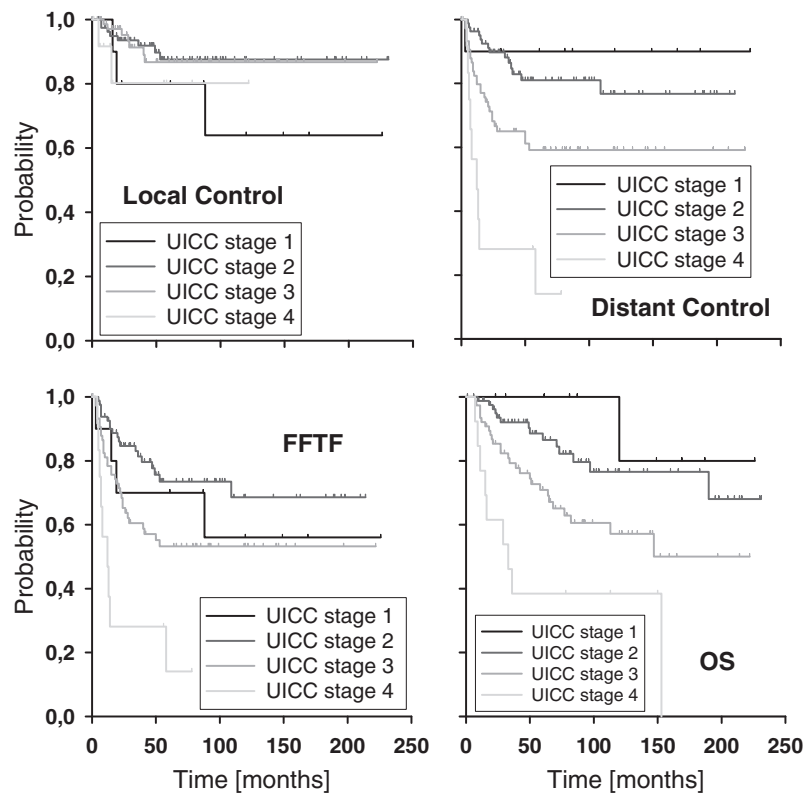 1,0
0,8
0,6
0,4
0,2
0,0
Probability
Local Control
UICC stage 1
UICC stage 2
UICC stage 3
UICC stage 4
UICC stage 1
UICC stage 2
UICC stage 3
UICC stage 4
Distant Control
1,0
0,8
0,6
0,4
0,2
0,0
Probability
FFTF
UICC stage 1
UICC stage 2
UICC stage 3
UICC stage 4
0 50 100 150 200 250
Time [months]
UICC stage 1
UICC stage 2
UICC stage 3
UICC stage 4
OS
0 50 100 150 200 250
Time [months]